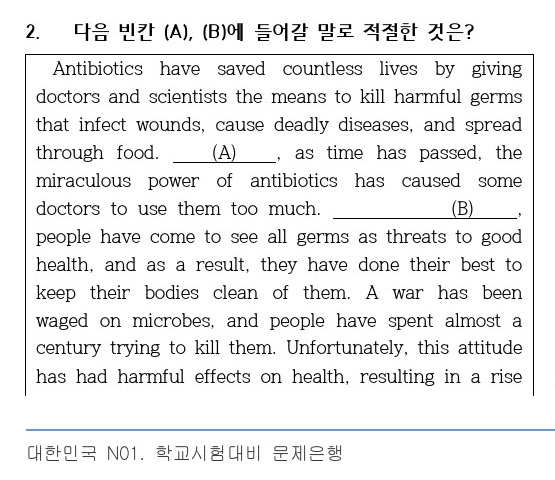 2. 다음 빈칸 (A), (B)에 들어갈 말로 적절한 것은?
Antibiotics have saved countless lives by giving
doctors and scientists the means to kill harmful germs
that infect wounds, cause deadly diseases, and spread
through food. ___(A)___, as time has passed, the
miraculous power of antibiotics has caused some
doctors to use them too much. ___________(B)____,
people have come to see all germs as threats to good
health, and as a result, they have done their best to
keep their bodies clean of them. A war has been
waged on microbes, and people have spent almost a
century trying to kill them. Unfortunately, this attitude
has had harmful effects on health, resulting in a rise
대한민국 NO1. 학교시험대비 문제은행